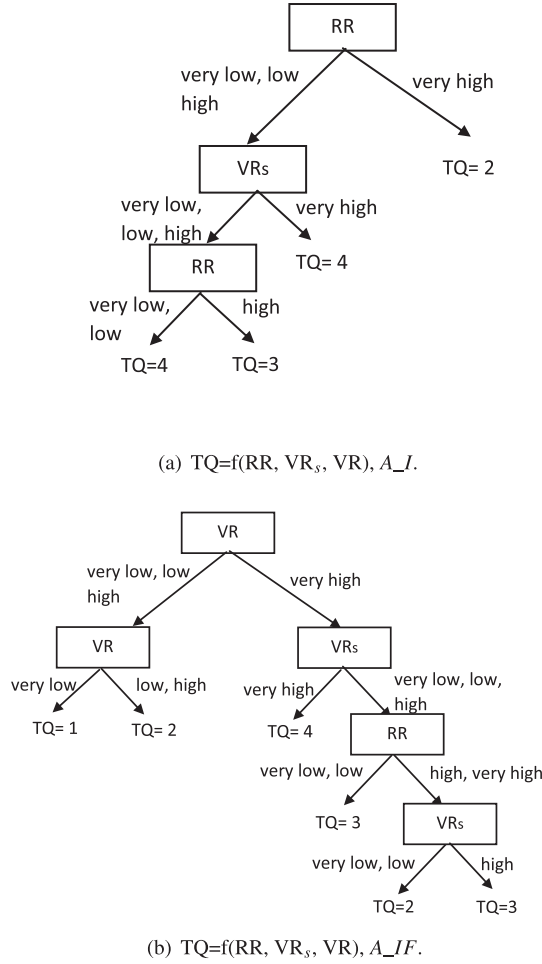 RR
very low, low
high
very high
VRs
TQ= 2
very low,
low, high
very high
RR
TQ= 4
very low,
low
high
TQ=4
TQ=3
(a) TQ=f(RR, VRs, VR), A_I.
VR
very low, low
high
very high
VR
VRs
very low
low, high
very high
very low, low,
high
TQ= 1
TQ= 2
TQ= 4
RR
very low, low
high, very high
TQ= 3
VRs
very low, low
high
TQ=2
TQ=3
(b) TQ=f(RR, VRs, VR), A_IF.